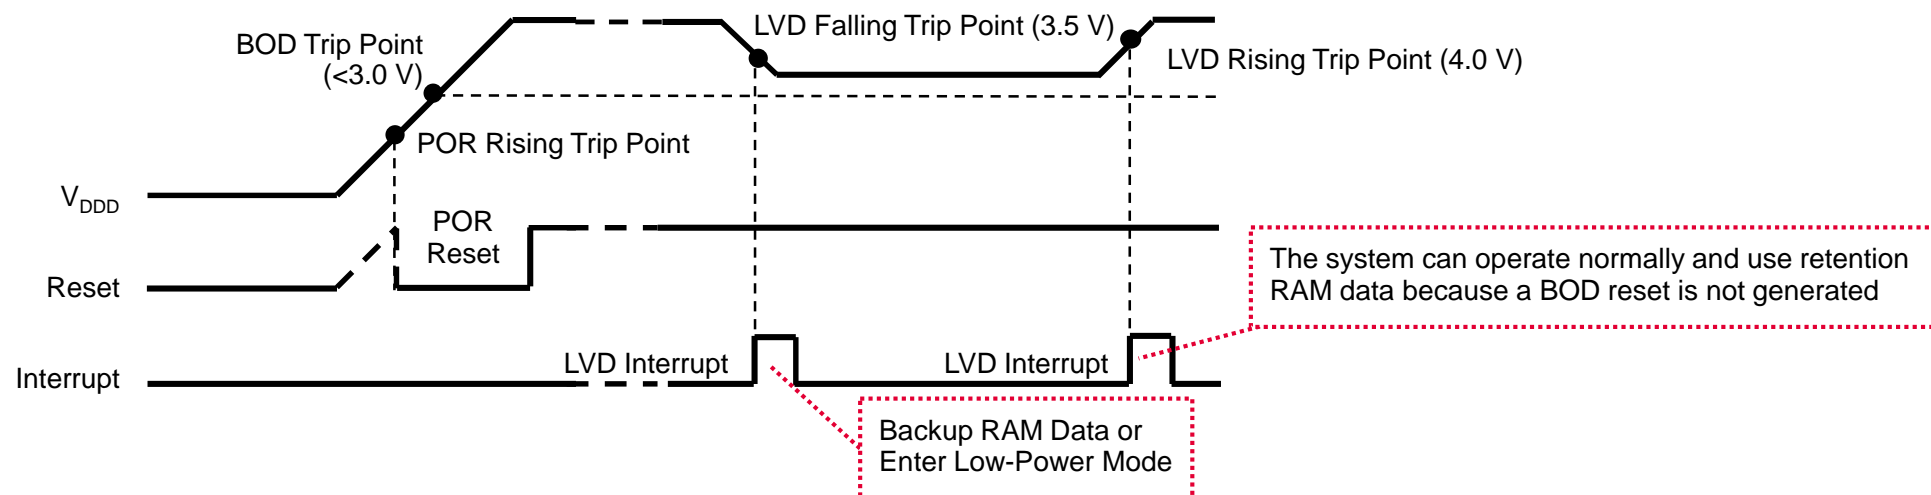 LVD Falling Trip Point (3.5 V)
BOD Trip Point
(<3.0 V)
LVD Rising Trip Point (4.0 V)
POR Rising Trip Point
VDDD
POR
Reset
Reset
The system can operate normally and use retention
RAM data because a BOD reset is not generated
LVD Interrupt
LVD Interrupt
Interrupt
Backup RAM Data or
Enter Low-Power Mode